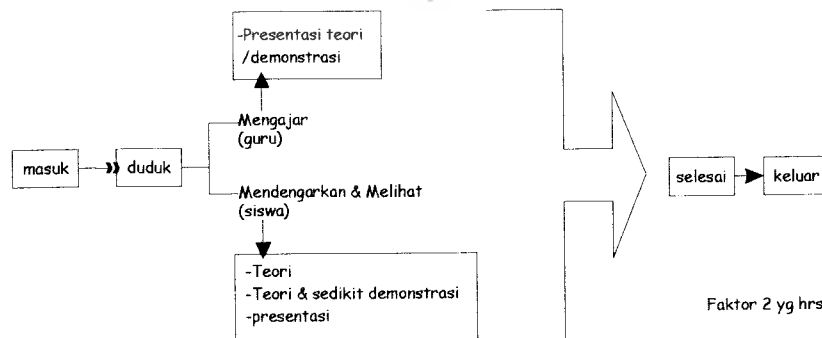 -Presentasi teori
/demonstrasi
Mengajar
(guru)
masuk
duduk
Mendengarkan & Melihat
(siswa)
selesai
keluar
-Teori
-Teori & sedikit demonstrasi
-presentasi
Faktor 2 yg hrs